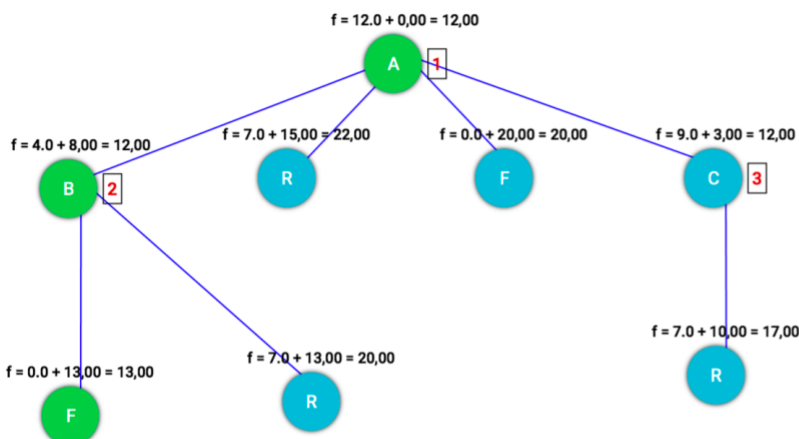 f = 12.0 + 0,00 = 12,00
A
1
f = 4.0 + 8,00 = 12,00
f = 7.0 + 15,00 = 22,00
f = 0.0 + 20,00 = 20,00
f = 9.0 + 3,00 = 12,00
B
2
R
F
C
3
f = 0.0 + 13,00 = 13,00
f = 7.0 + 13,00 = 20,00
f = 7.0 + 10,00 = 17,00
F
R
R